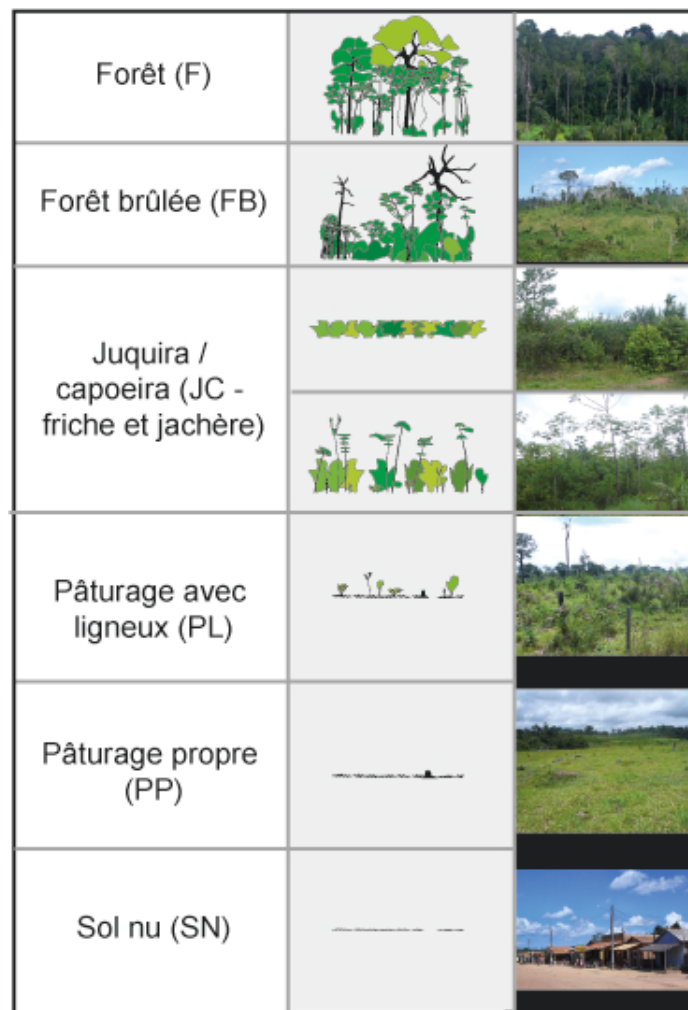 Forêt (F)
Forêt brûlée (FB)
Juquira /
capoeira (JC -
friche et jachère)
Pâturage avec
ligneux (PL)
Pâturage propre
(PP)
Sol nu (SN)